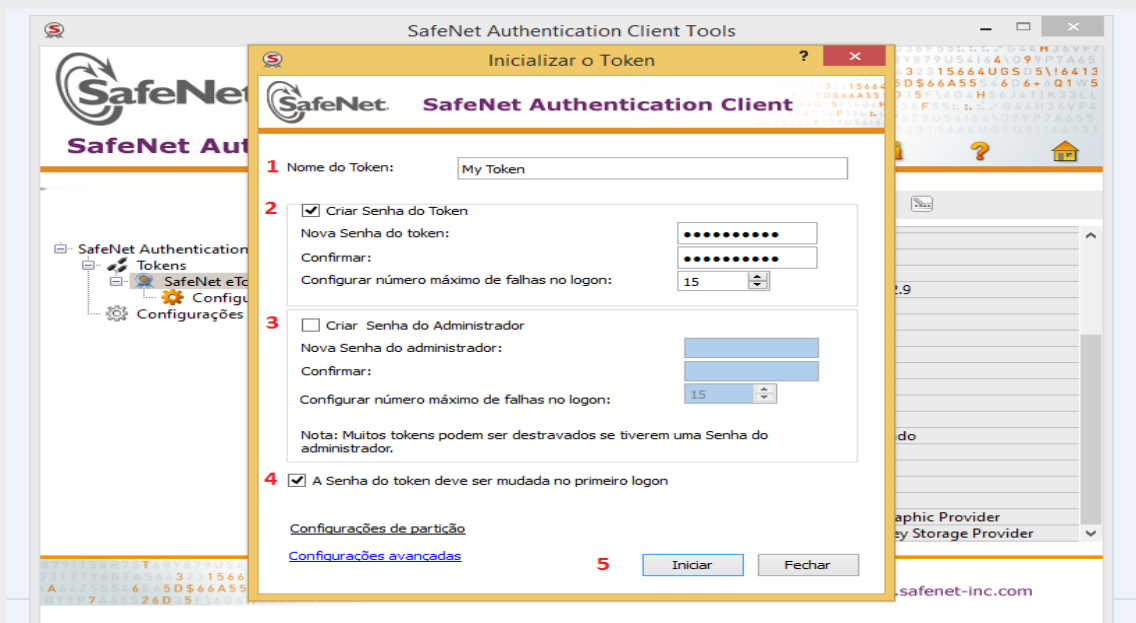 SafeNet Authentication Client Tools
Inicializar o Token
?
SafeNet
SafeNet.
SafeNet Authentication Client
SafeNet Aut
?
1 Nome do Token: My Token
2 Criar Senha do Token
Nova Senha do token: ●●●●●●●●●●
Confirmar: ●●●●●●●●●●
Configurar número máximo de falhas no logon: 15
SafeNet Authentication
Tokens
SafeNet eTo
Configu
Configurações
2.9
3 Criar Senha do Administrador
Nova Senha do administrador:
Confirmar:
Configurar número máximo de falhas no logon: 15
Nota: Muitos tokens podem ser destravados se tiverem uma Senha do
administrador.
do
4 A Senha do token deve ser mudada no primeiro logon
Configurações de partição
aphic Provider
ey Storage Provider
Configurações avançadas
5 Iniciar Fechar
.safenet-inc.com